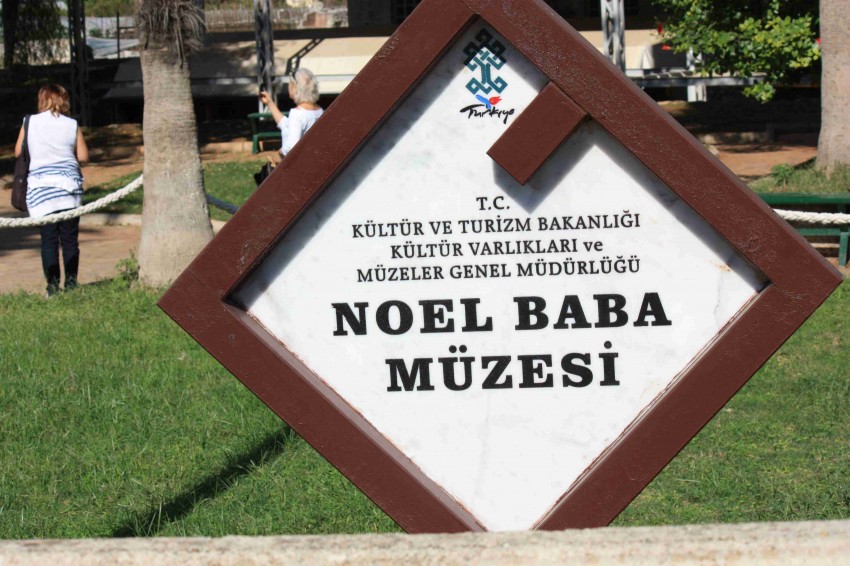 Türkiye
T.C.
KÜLTÜR VE TURİZM BAKANLIĞI
KÜLTÜR VARLIKLARI ve
MÜZELER GENEL MÜDÜRLÜĞÜ
NOEL BABA
MÜZESİ